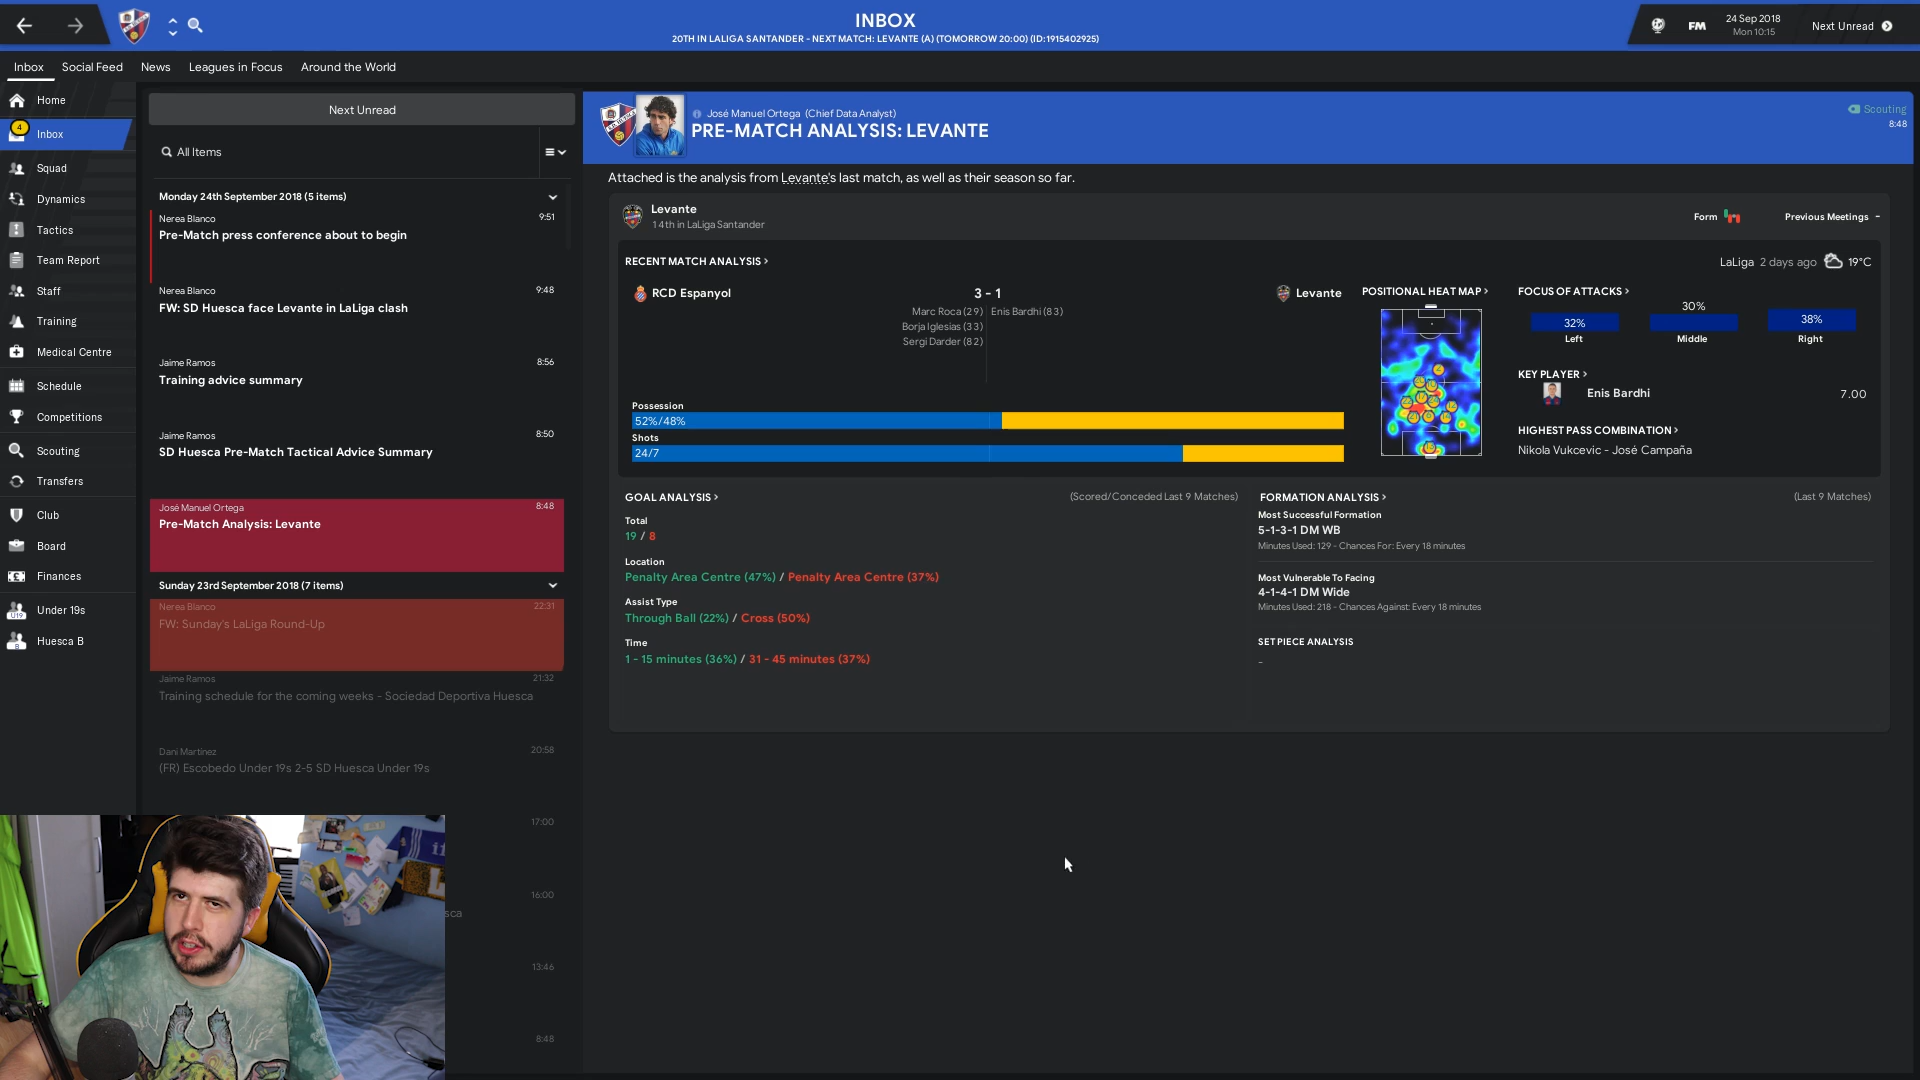 INBOX
20TH IN LALIGA SANTANDER - NEXT MATCH: LEVANTE (A) (TOMORROW 20:00) (ID:1915402925)
FM
24 Sep 2018
Mon 10:15
Next Unread
Inbox
Social Feed
News
Leagues in Focus
Around the World
Home
4
Inbox
Squad
Dynamics
Tactics
Team Report
Staff
Training
Medical Centre
Schedule
Competitions
Scouting
Transfers
Club
Board
Finances
U19
Under 19s
B
Huesca B
Next Unread
All Items
Monday 24th September 2018 (5 items)
Nerea Blanco 9:51
Pre-Match press conference about to begin
Nerea Blanco 9:48
FW: SD Huesca face Levante in LaLiga clash
Jaime Ramos 8:56
Training advice summary
Jaime Ramos 8:50
SD Huesca Pre-Match Tactical Advice Summary
José Manuel Ortega 8:48
Pre-Match Analysis: Levante
Sunday 23rd September 2018 (7 items)
Nerea Blanco 22:31
FW: Sunday's LaLiga Round-Up
Jaime Ramos 21:32
Training schedule for the coming weeks - Sociedad Deportiva Huesca
Dani Martínez 20:58
(FR) Escobedo Under 19s 2-5 SD Huesca Under 19s
17:00
16:00
sca
13:46
8:48
José Manuel Ortega (Chief Data Analyst)
PRE-MATCH ANALYSIS: LEVANTE
Scouting
8:48
Attached is the analysis from Levante's last match, as well as their season so far.
Levante
14th in LaLiga Santander
Form
Previous Meetings -
RECENT MATCH ANALYSIS >
LaLiga 2 days ago 19°C
RCD Espanyol 3 - 1 Levante
Marc Roca (29) Enis Bardhi (83)
Borja Iglesias (33)
Sergi Darder (82)
Possession
52%/48%
Shots
24/7
POSITIONAL HEAT MAP >
FOCUS OF ATTACKS >
32% 30% 38%
Left Middle Right
KEY PLAYER >
Enis Bardhi 7.00
HIGHEST PASS COMBINATION >
Nikola Vukcevic - José Campaña
GOAL ANALYSIS > (Scored/Conceded Last 9 Matches)
Total
19 / 8
Location
Penalty Area Centre (47%) / Penalty Area Centre (37%)
Assist Type
Through Ball (22%) / Cross (50%)
Time
1 - 15 minutes (36%) / 31 - 45 minutes (37%)
FORMATION ANALYSIS > (Last 9 Matches)
Most Successful Formation
5-1-3-1 DM WB
Minutes Used: 129 - Chances For: Every 18 minutes
Most Vulnerable To Facing
4-1-4-1 DM Wide
Minutes Used: 218 - Chances Against: Every 18 minutes
SET PIECE ANALYSIS
-